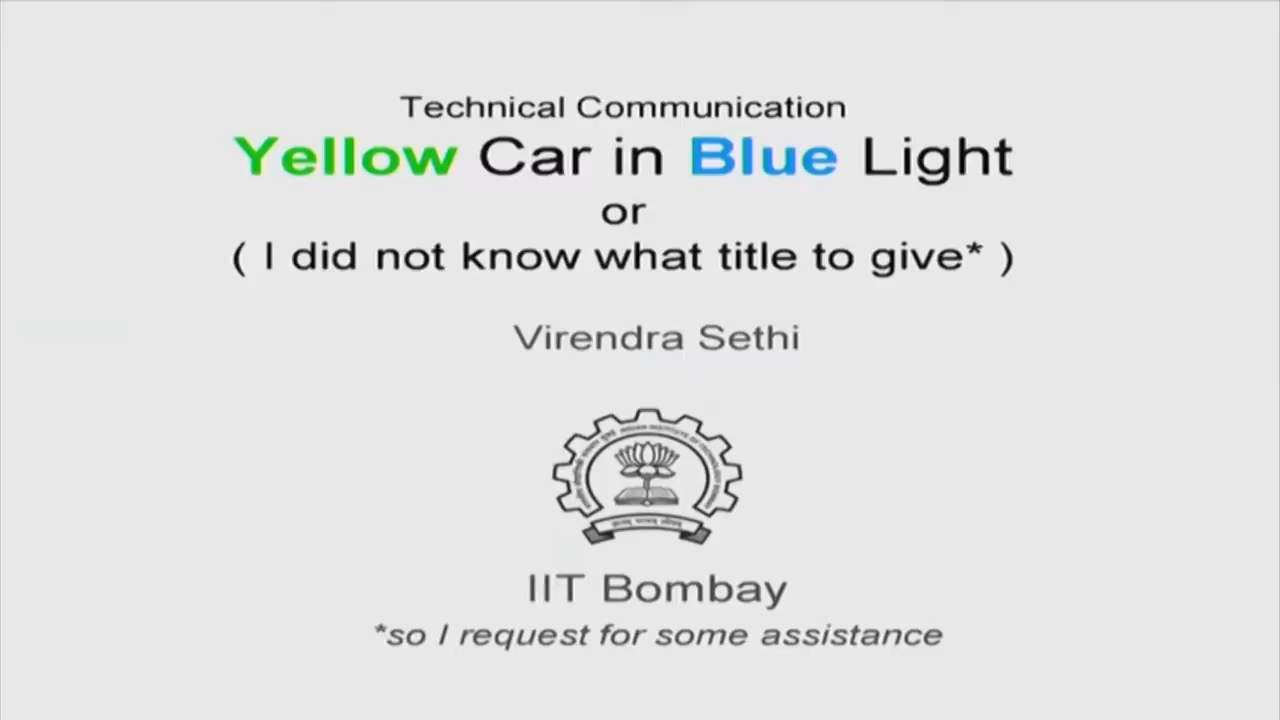 Technical Communication
Yellow Car in Blue Light
or
( I did not know what title to give* )
Virendra Sethi
IIT Bombay
*so I request for some assistance